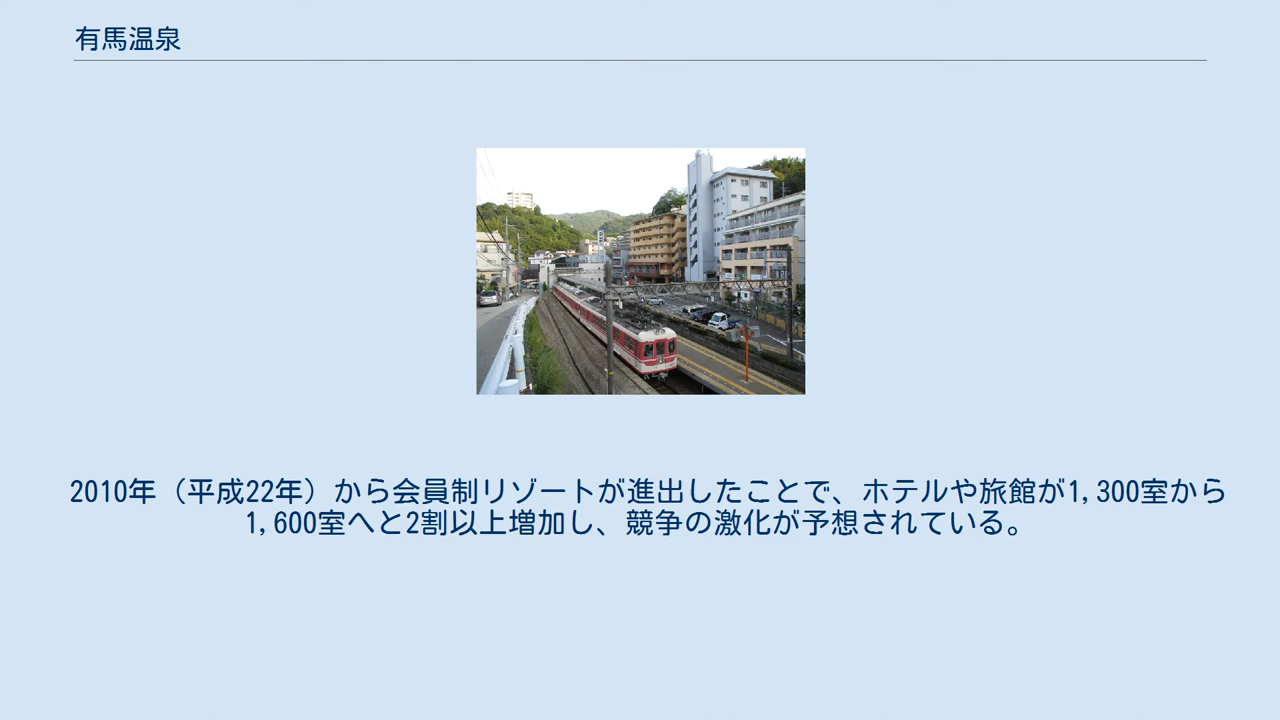 有馬温泉
2010年（平成22年）から会員制リゾートが進出したことで、ホテルや旅館が1,300室から
1,600室へと2割以上増加し、競争の激化が予想されている。